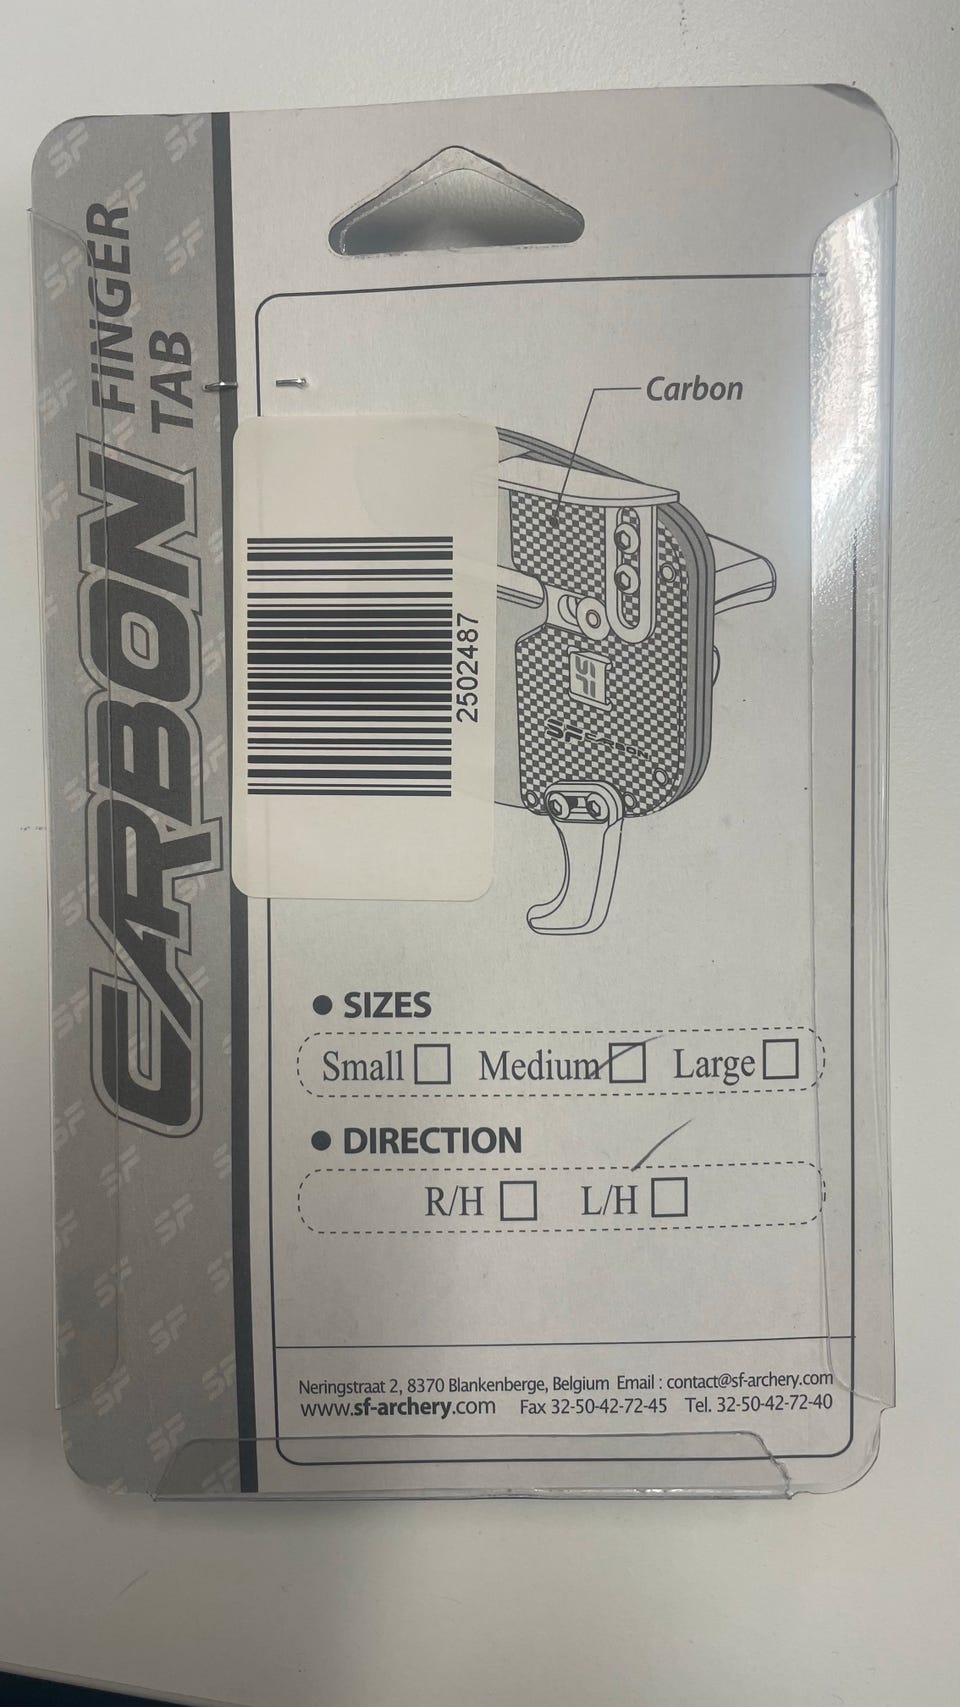 CARBON FINGER
TAB
Carbon
2502487
SF
SF CARBON
● SIZES
Small □ Medium □ Large □
● DIRECTION
R/H □ L/H □
Neringstraat 2, 8370 Blankenberge, Belgium Email : contact@sf-archery.com
www.sf-archery.com Fax 32-50-42-72-45 Tel. 32-50-42-72-40